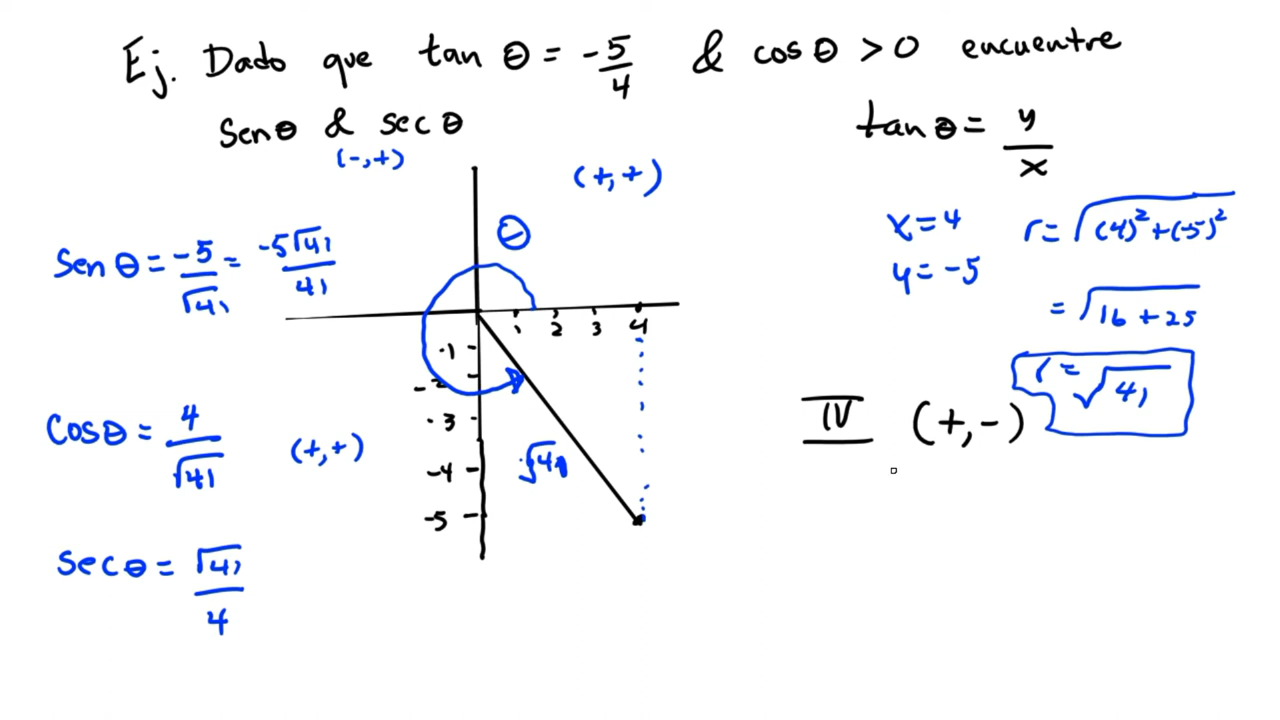 Ej. Dado que tan θ = -5/4 & cos θ > 0 encuentre
Sen θ & sec θ
tan θ = y/x
(-,+)
(+,+)
θ
x = 4
y = -5
r = √((4)² + (-5)²)
= √(16 + 25)
r = √41
Sen θ = -5/√41 = -5√41/41
1 2 3 4
-1
-2
-3
-4
-5
√41
IV (+,-)
Cos θ = 4/√41
(+,+)
Sec θ = √41/4